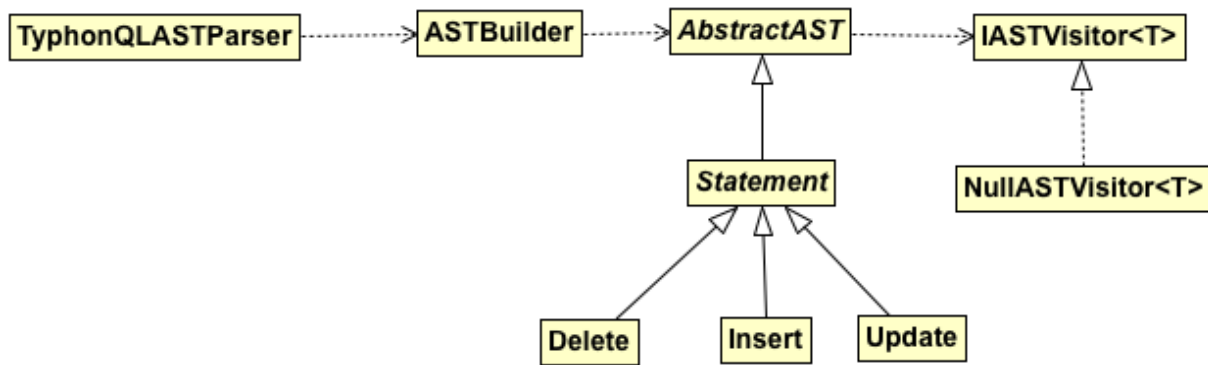 TyphonQLASTParser
ASTBuilder
AbstractAST
IASTVisitor<T>
Statement
NullASTVisitor<T>
Delete
Insert
Update